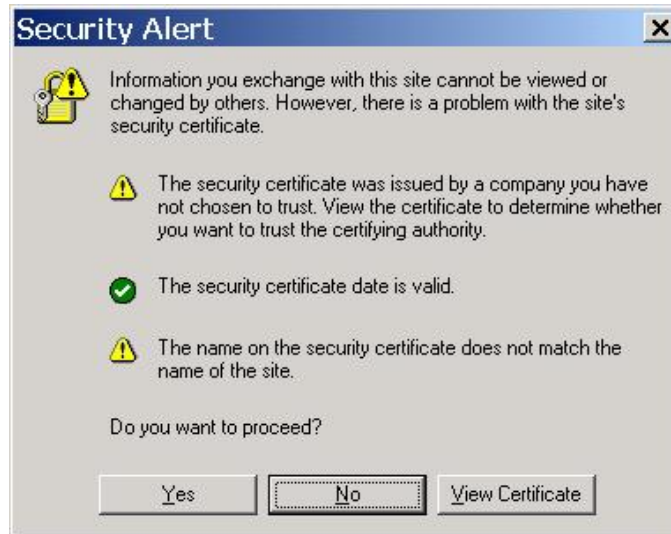 Security Alert
Information you exchange with this site cannot be viewed or
changed by others. However, there is a problem with the site's
security certificate.
The security certificate was issued by a company you have
not chosen to trust. View the certificate to determine whether
you want to trust the certifying authority.
The security certificate date is valid.
The name on the security certificate does not match the
name of the site.
Do you want to proceed?
Yes No View Certificate